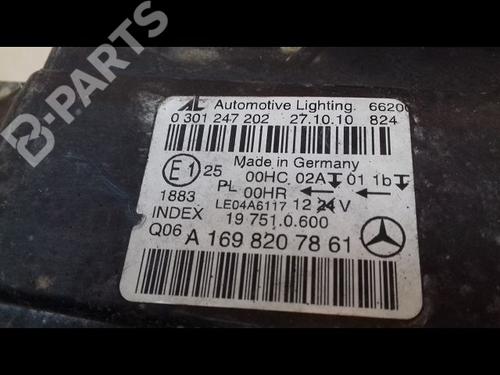 B-PARTS
AL Automotive Lighting. 6620
0 301 247 202 27.10.10 824
Made in Germany
E1 25 00HC 02A 01 1b
1883 PL 00HR
LE04A6117 12 24 V
INDEX 19 751.0.600
Q06 A 169 820 78 61